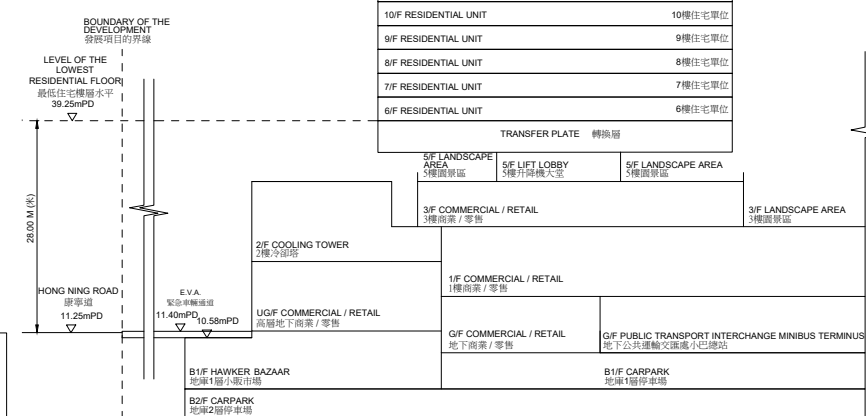 10/F RESIDENTIAL UNIT 10樓住宅單位
BOUNDARY OF THE
DEVELOPMENT
發展項目的界線
9/F RESIDENTIAL UNIT 9樓住宅單位
LEVEL OF THE
LOWEST
RESIDENTIAL FLOOR
最低住宅樓層水平
39.25mPD
8/F RESIDENTIAL UNIT 8樓住宅單位
7/F RESIDENTIAL UNIT 7樓住宅單位
6/F RESIDENTIAL UNIT 6樓住宅單位
TRANSFER PLATE 轉換層
5/F LANDSCAPE
AREA
5樓園景區
5/F LIFT LOBBY
5樓升降機大堂
5/F LANDSCAPE AREA
5樓園景區
28.00 M (米)
3/F COMMERCIAL / RETAIL
3樓商業 / 零售
3/F LANDSCAPE AREA
3樓園景區
2/F COOLING TOWER
2樓冷卻塔
1/F COMMERCIAL / RETAIL
1樓商業 / 零售
HONG NING ROAD
康寧道
11.25mPD
E.V.A.
緊急車輛通道
11.40mPD
10.58mPD
UG/F COMMERCIAL / RETAIL
高層地下商業 / 零售
G/F COMMERCIAL / RETAIL
地下商業 / 零售
G/F PUBLIC TRANSPORT INTERCHANGE MINIBUS TERMINUS
地下公共運輸交匯處小巴總站
B1/F HAWKER BAZAAR
地庫1層小販市場
B1/F CARPARK
地庫1層停車場
B2/F CARPARK
地庫2層停車場